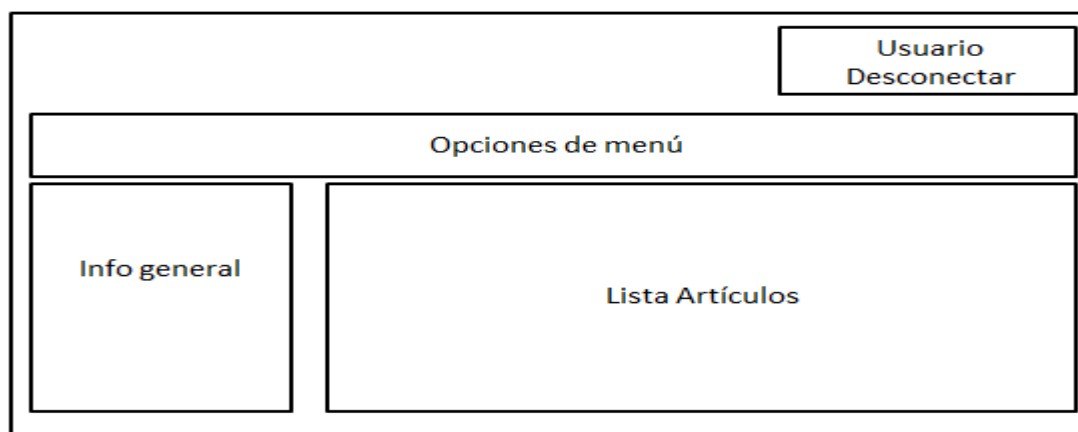 Usuario
Desconectar
Opciones de menú
Info general
Lista Artículos